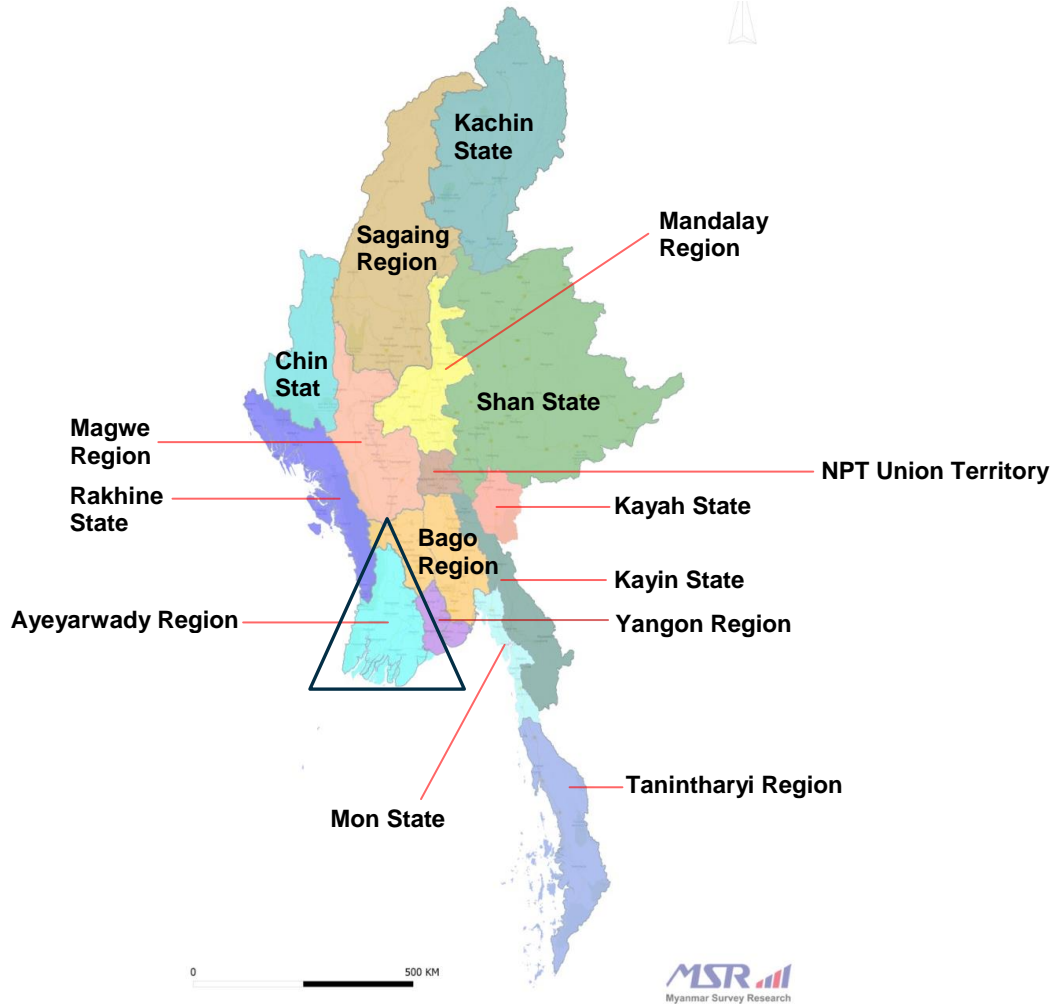 Kachin
State
Mandalay
Region
Sagaing
Region
Chin
Stat
Shan State
Magwe
Region
NPT Union Territory
Rakhine
State
Kayah State
Bago
Region
Kayin State
Ayeyarwady Region
Yangon Region
Tanintharyi Region
Mon State
0 500 KM
MSR
Myanmar Survey Research